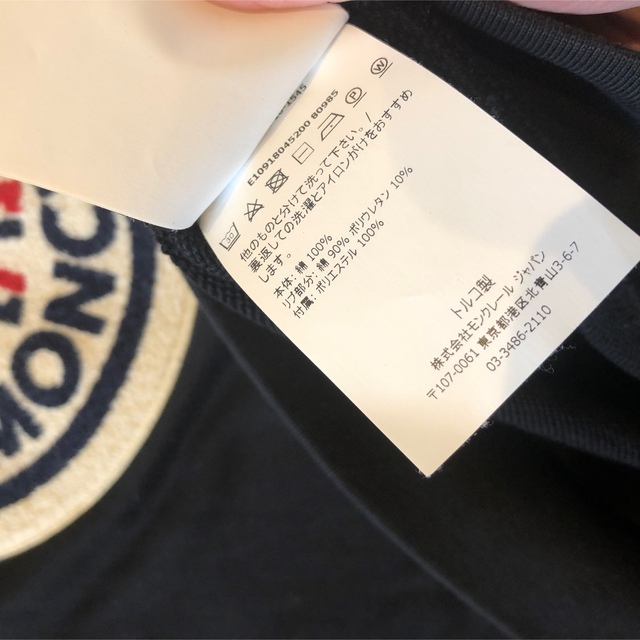 E10918045200 80985
W
P
30
他のものと分けて洗って下さい。/
裏返しての洗濯とアイロンがけをおすすめ
します。
本体: 綿 100%
リブ部分: 綿 90% ポリウレタン 10%
付属: ポリエステル 100%
トルコ製
株式会社モンクレール ジャパン
〒107-0061 東京都港区北青山3-6-7
03-3486-2110
MONC